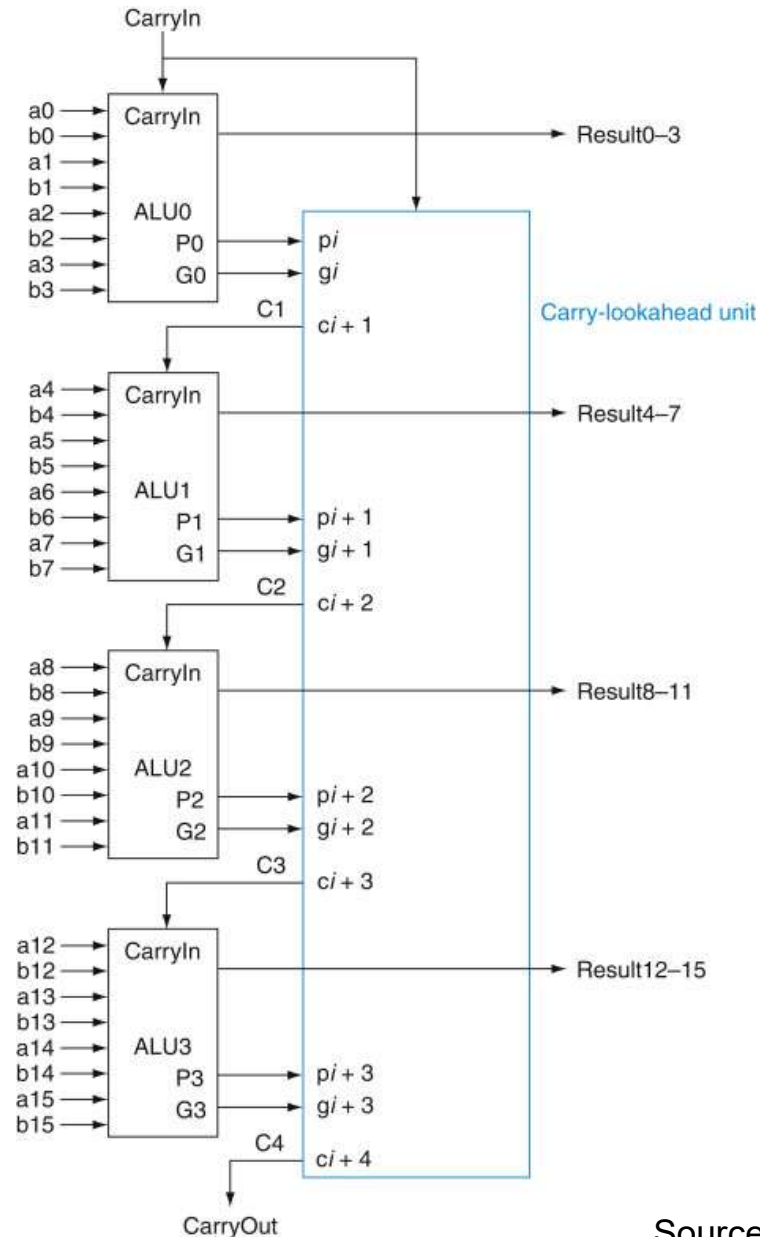 CarryIn
a0
b0
a1
b1
a2
b2
a3
b3
CarryIn
ALU0
P0
G0
pi
gi
Result0–3
Carry-lookahead unit
C1
ci + 1
a4
b4
a5
b5
a6
b6
a7
b7
CarryIn
ALU1
P1
G1
pi + 1
gi + 1
Result4–7
C2
ci + 2
a8
b8
a9
b9
a10
b10
a11
b11
CarryIn
ALU2
P2
G2
pi + 2
gi + 2
Result8–11
C3
ci + 3
a12
b12
a13
b13
a14
b14
a15
b15
CarryIn
ALU3
P3
G3
pi + 3
gi + 3
Result12–15
C4
ci + 4
CarryOut
Source